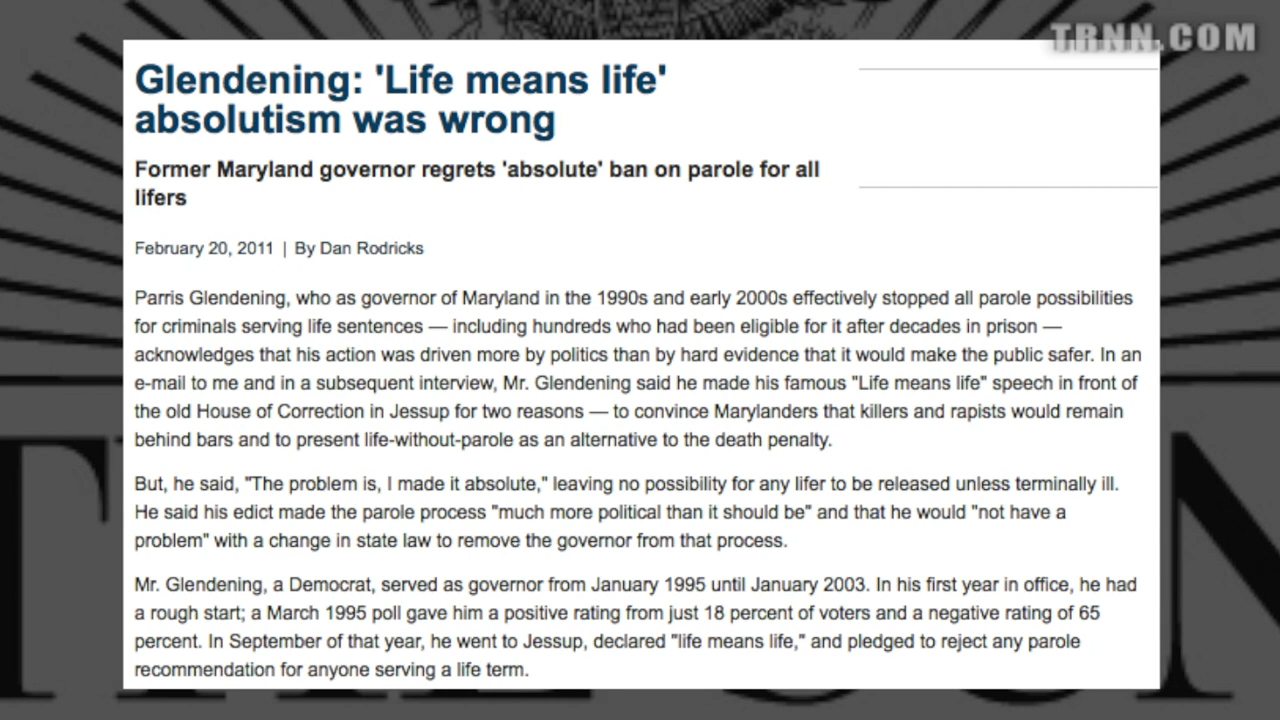 TRNN.COM
Glendening: 'Life means life'
absolutism was wrong
Former Maryland governor regrets 'absolute' ban on parole for all
lifers
February 20, 2011 | By Dan Rodricks
Parris Glendening, who as governor of Maryland in the 1990s and early 2000s effectively stopped all parole possibilities
for criminals serving life sentences — including hundreds who had been eligible for it after decades in prison —
acknowledges that his action was driven more by politics than by hard evidence that it would make the public safer. In an
e-mail to me and in a subsequent interview, Mr. Glendening said he made his famous "Life means life" speech in front of
the old House of Correction in Jessup for two reasons — to convince Marylanders that killers and rapists would remain
behind bars and to present life-without-parole as an alternative to the death penalty.
But, he said, "The problem is, I made it absolute," leaving no possibility for any lifer to be released unless terminally ill.
He said his edict made the parole process "much more political than it should be" and that he would "not have a
problem" with a change in state law to remove the governor from that process.
Mr. Glendening, a Democrat, served as governor from January 1995 until January 2003. In his first year in office, he had
a rough start; a March 1995 poll gave him a positive rating from just 18 percent of voters and a negative rating of 65
percent. In September of that year, he went to Jessup, declared "life means life," and pledged to reject any parole
recommendation for anyone serving a life term.